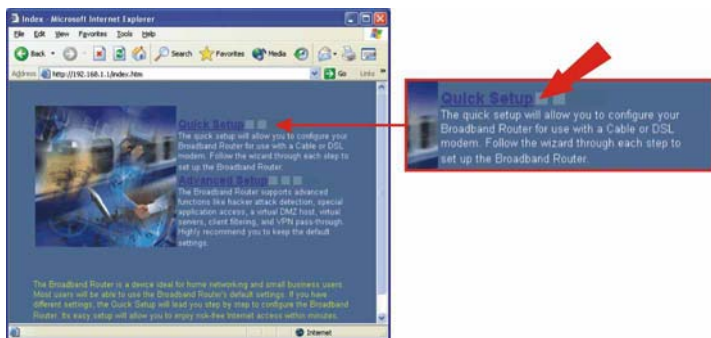 Index - Microsoft Internet Explorer
File Edit View Favorites Tools Help
Back Search Favorites Media
Address http://192.168.1.1/index.htm Go Links
Quick Setup
The quick setup will allow you to configure your
Broadband Router for use with a Cable or DSL
modem. Follow the wizard through each step to
set up the Broadband Router.
Advanced Setup
The Broadband Router supports advanced
functions like hacker attack detection, special
application access, a virtual DMZ host, virtual
servers, client filtering, and VPN pass-through.
Highly recommend you to keep the default
settings.
The Broadband Router is a device ideal for home networking and small business users.
Most users will be able to use the Broadband Router's default settings. If you have
different settings, the Quick Setup will lead you step by step to configure the Broadband
Router. Its easy setup will allow you to enjoy risk-free Internet access within minutes.
Internet
Quick Setup
The quick setup will allow you to configure your
Broadband Router for use with a Cable or DSL
modem. Follow the wizard through each step to
set up the Broadband Router.